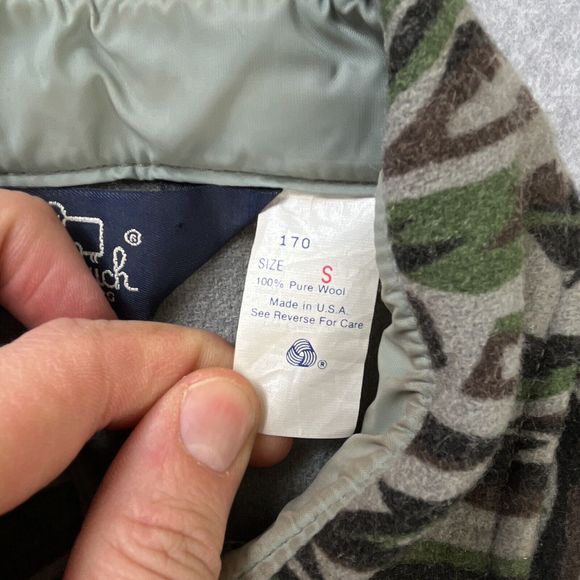 ®
170
SIZE S
100% Pure Wool
Made in U.S.A.
See Reverse For Care
®